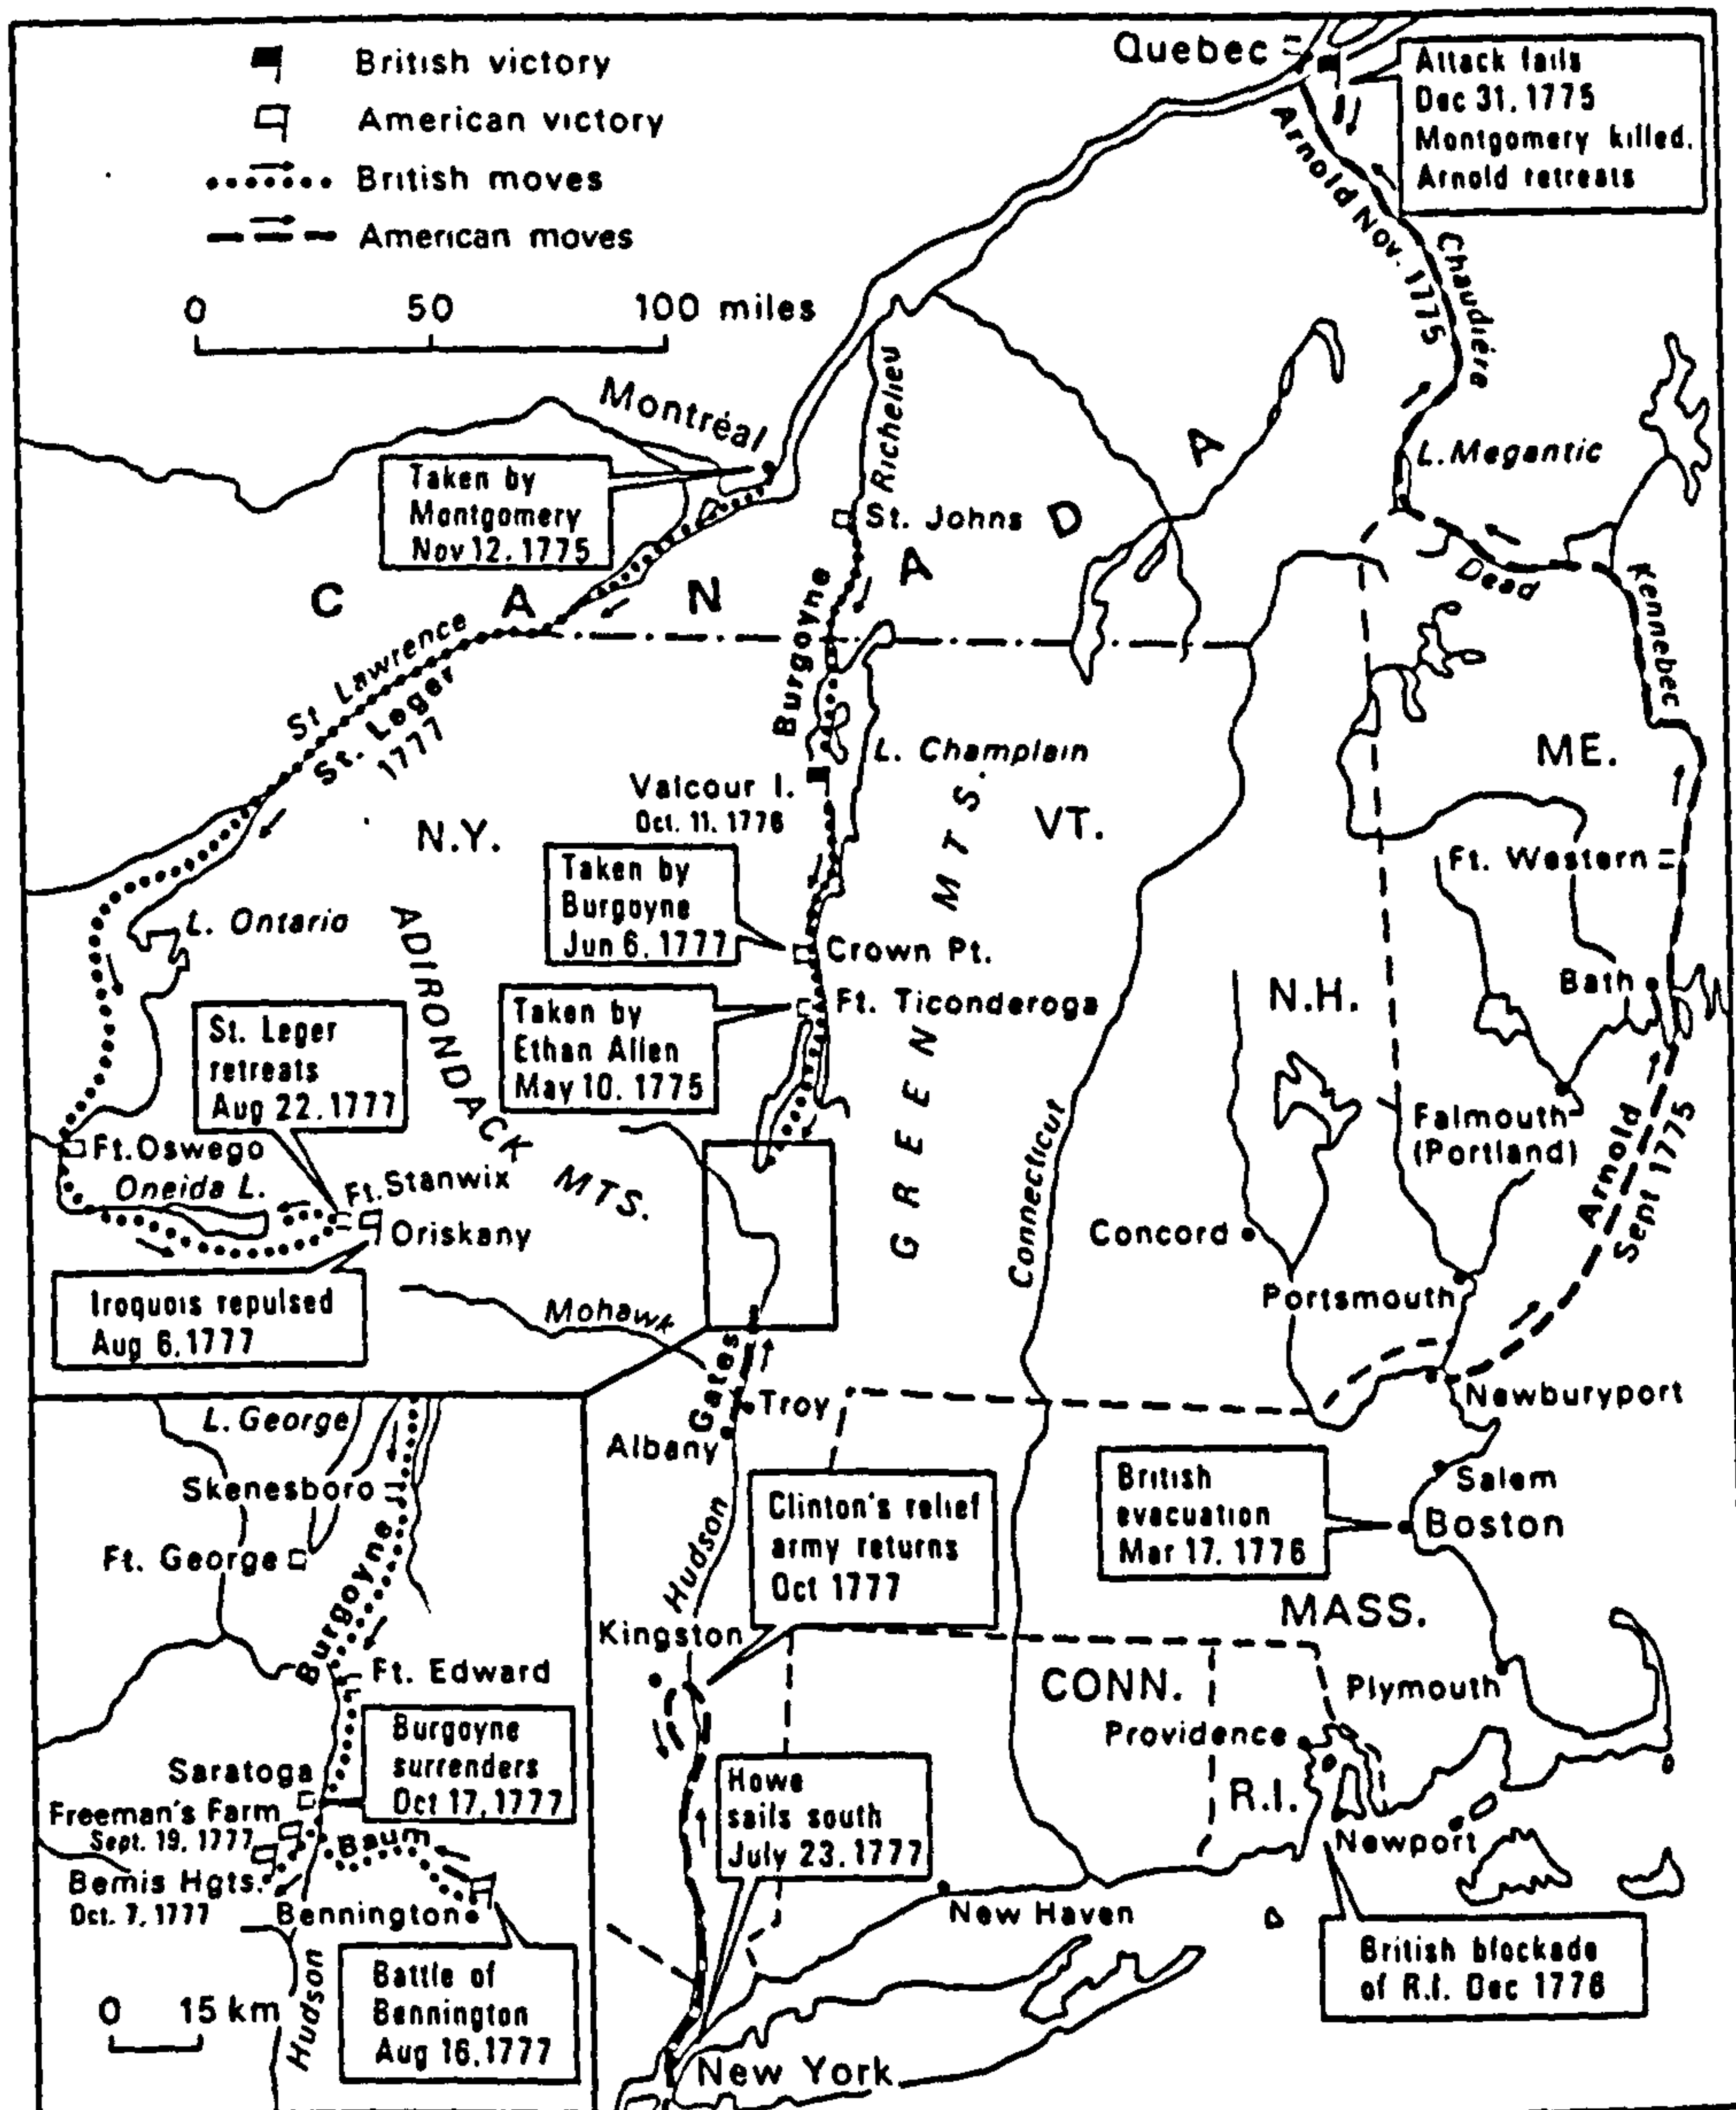 British victory
American victory
British moves
American moves
0 50 100 miles
Quebec
Attack fails
Dec 31, 1775
Montgomery killed.
Arnold retreats
Arnold Nov. 1775
Chaudière
Montréal
Richelieu
Taken by
Montgomery
Nov 12, 1775
St. Johns
L. Megantic
CANADA
Dead
Kennebec
St Lawrence
St. Leger
1777
Burgoyne
L. Champlain
Valcour I.
Oct. 11, 1776
N.Y.
VT.
ME.
Ft. Western
Taken by
Burgoyne
Jun 6, 1777
Crown Pt.
L. Ontario
ADIRONDACK MTS.
GREEN MTS.
Taken by
Ethan Allen
May 10, 1775
Ft. Ticonderoga
N.H.
Bath
St. Leger
retreats
Aug 22, 1777
Ft. Oswego
Oneida L.
Ft. Stanwix
Oriskany
Falmouth
(Portland)
Arnold
Sept 1775
Connecticut
Concord
Portsmouth
Iroquois repulsed
Aug 6, 1777
Mohawk
Gates
Troy
Albany
Newburyport
Salem
British
evacuation
Mar 17, 1776
Boston
Clinton's relief
army returns
Oct 1777
Hudson
Kingston
MASS.
CONN.
Plymouth
Providence
R.I.
Newport
Howe
sails south
July 23, 1777
New Haven
British blockade
of R.I. Dec 1776
New York
L. George
Skenesboro
Ft. George
Burgoyne
Ft. Edward
Burgoyne
surrenders
Oct 17, 1777
Saratoga
Freeman's Farm
Sept. 19, 1777
Baum
Bemis Hgts.
Oct. 7, 1777
Bennington
Battle of
Bennington
Aug 16, 1777
Hudson
0 15 km